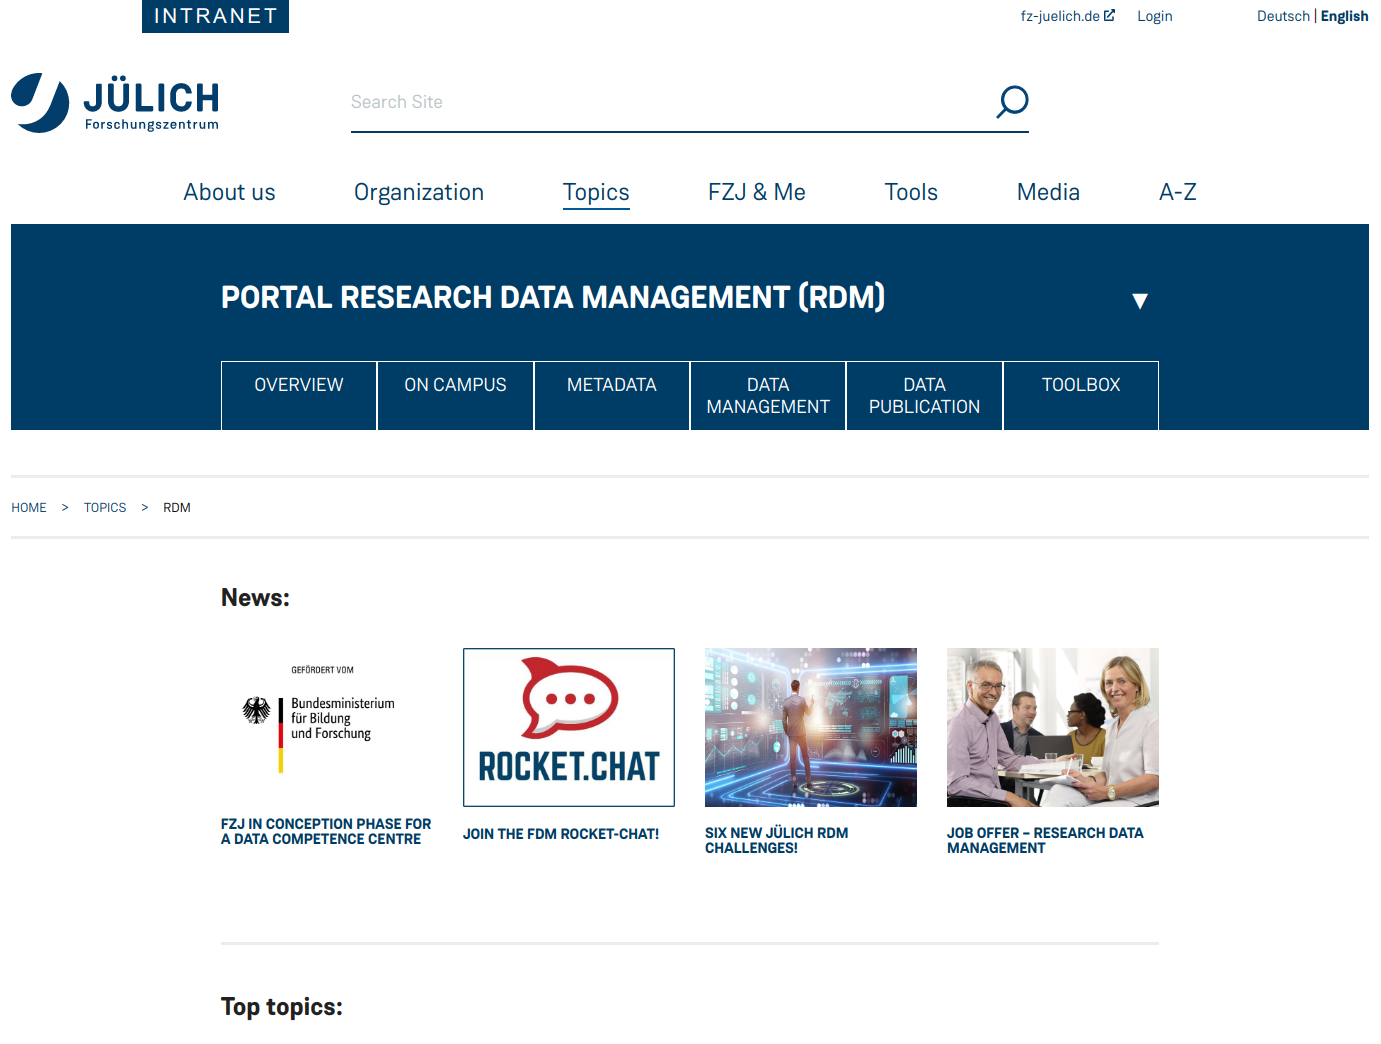 INTRANET
fz-juelich.de Login Deutsch | English
JÜLICH
Forschungszentrum
Search Site
About us Organization Topics FZJ & Me Tools Media A-Z
PORTAL RESEARCH DATA MANAGEMENT (RDM) ▼
OVERVIEW ON CAMPUS METADATA DATA MANAGEMENT DATA PUBLICATION TOOLBOX
HOME > TOPICS > RDM
News:
GEFÖRDERT VOM
Bundesministerium
für Bildung
und Forschung
FZJ IN CONCEPTION PHASE FOR
A DATA COMPETENCE CENTRE
ROCKET.CHAT
JOIN THE FDM ROCKET-CHAT!
SIX NEW JÜLICH RDM
CHALLENGES!
JOB OFFER – RESEARCH DATA
MANAGEMENT
Top topics: